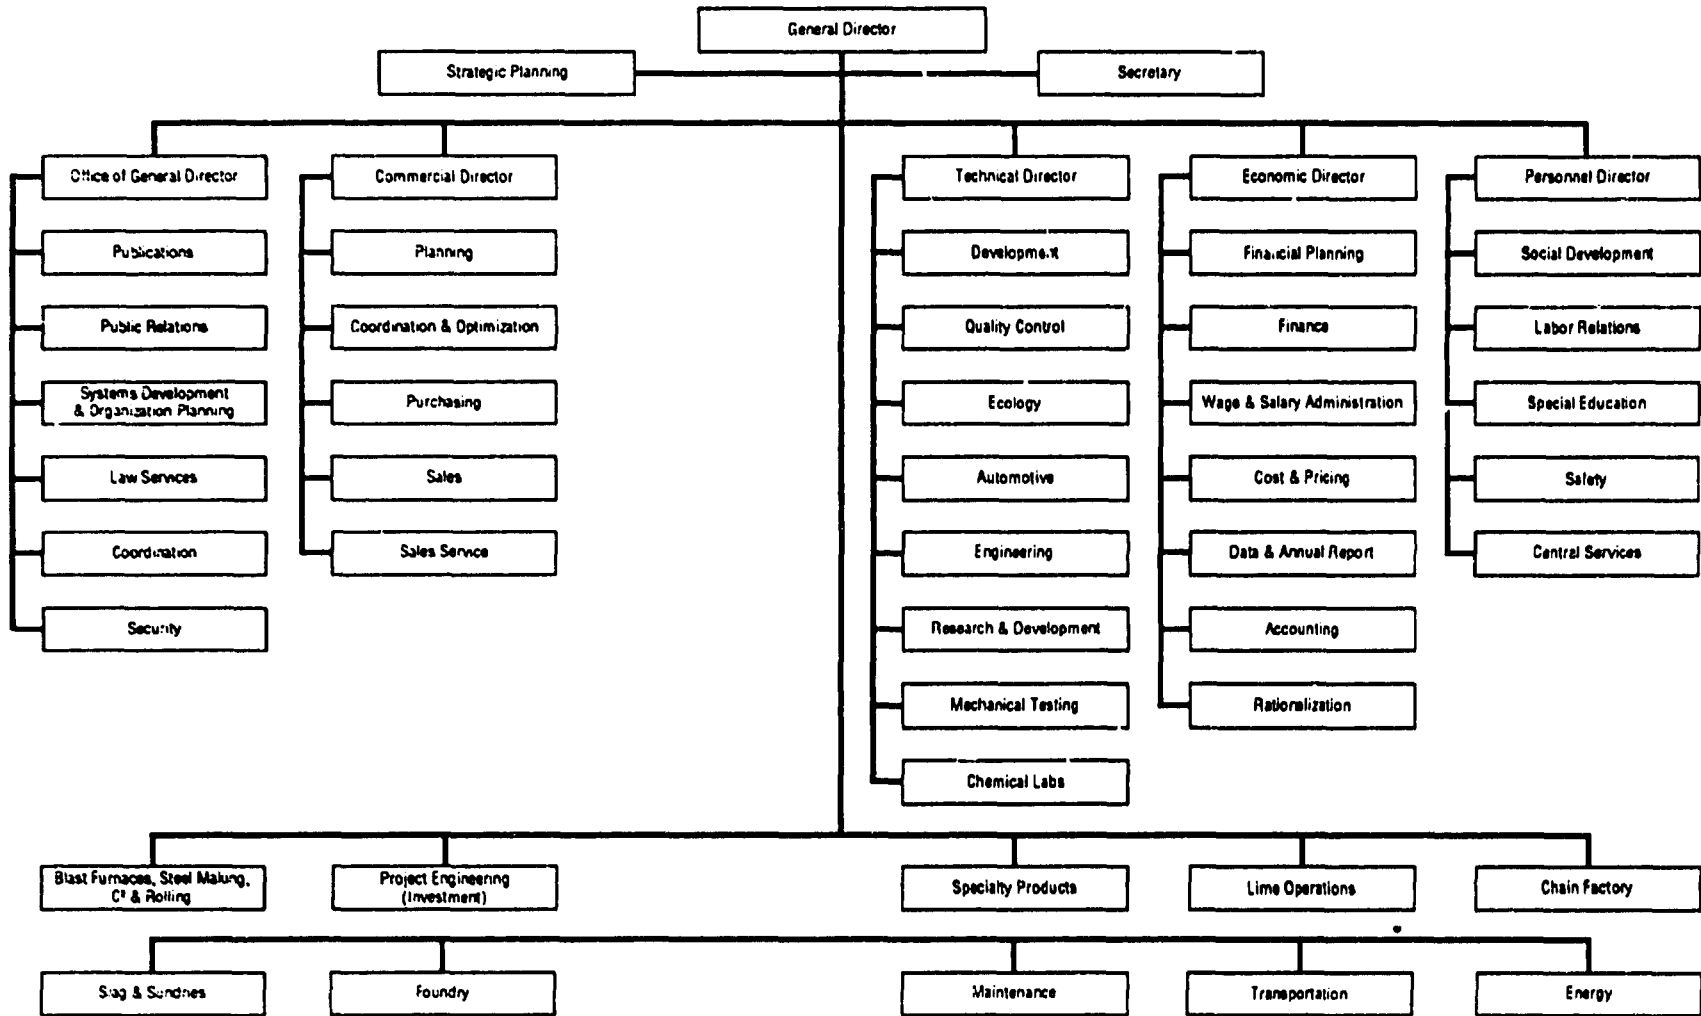 General Director
Strategic Planning
Secretary
Office of General Director
Publications
Public Relations
Systems Development
& Organization Planning
Law Services
Coordination
Security
Commercial Director
Planning
Coordination & Optimization
Purchasing
Sales
Sales Service
Technical Director
Development
Quality Control
Ecology
Automotive
Engineering
Research & Development
Mechanical Testing
Chemical Labs
Economic Director
Financial Planning
Finance
Wage & Salary Administration
Cost & Pricing
Data & Annual Report
Accounting
Rationalization
Personnel Director
Social Development
Labor Relations
Special Education
Safety
Central Services
Blast Furnaces, Steel Making,
& Rolling
Project Engineering
(Investment)
Specialty Products
Lime Operations
Chain Factory
Slag & Sundries
Foundry
Maintenance
Transportation
Energy